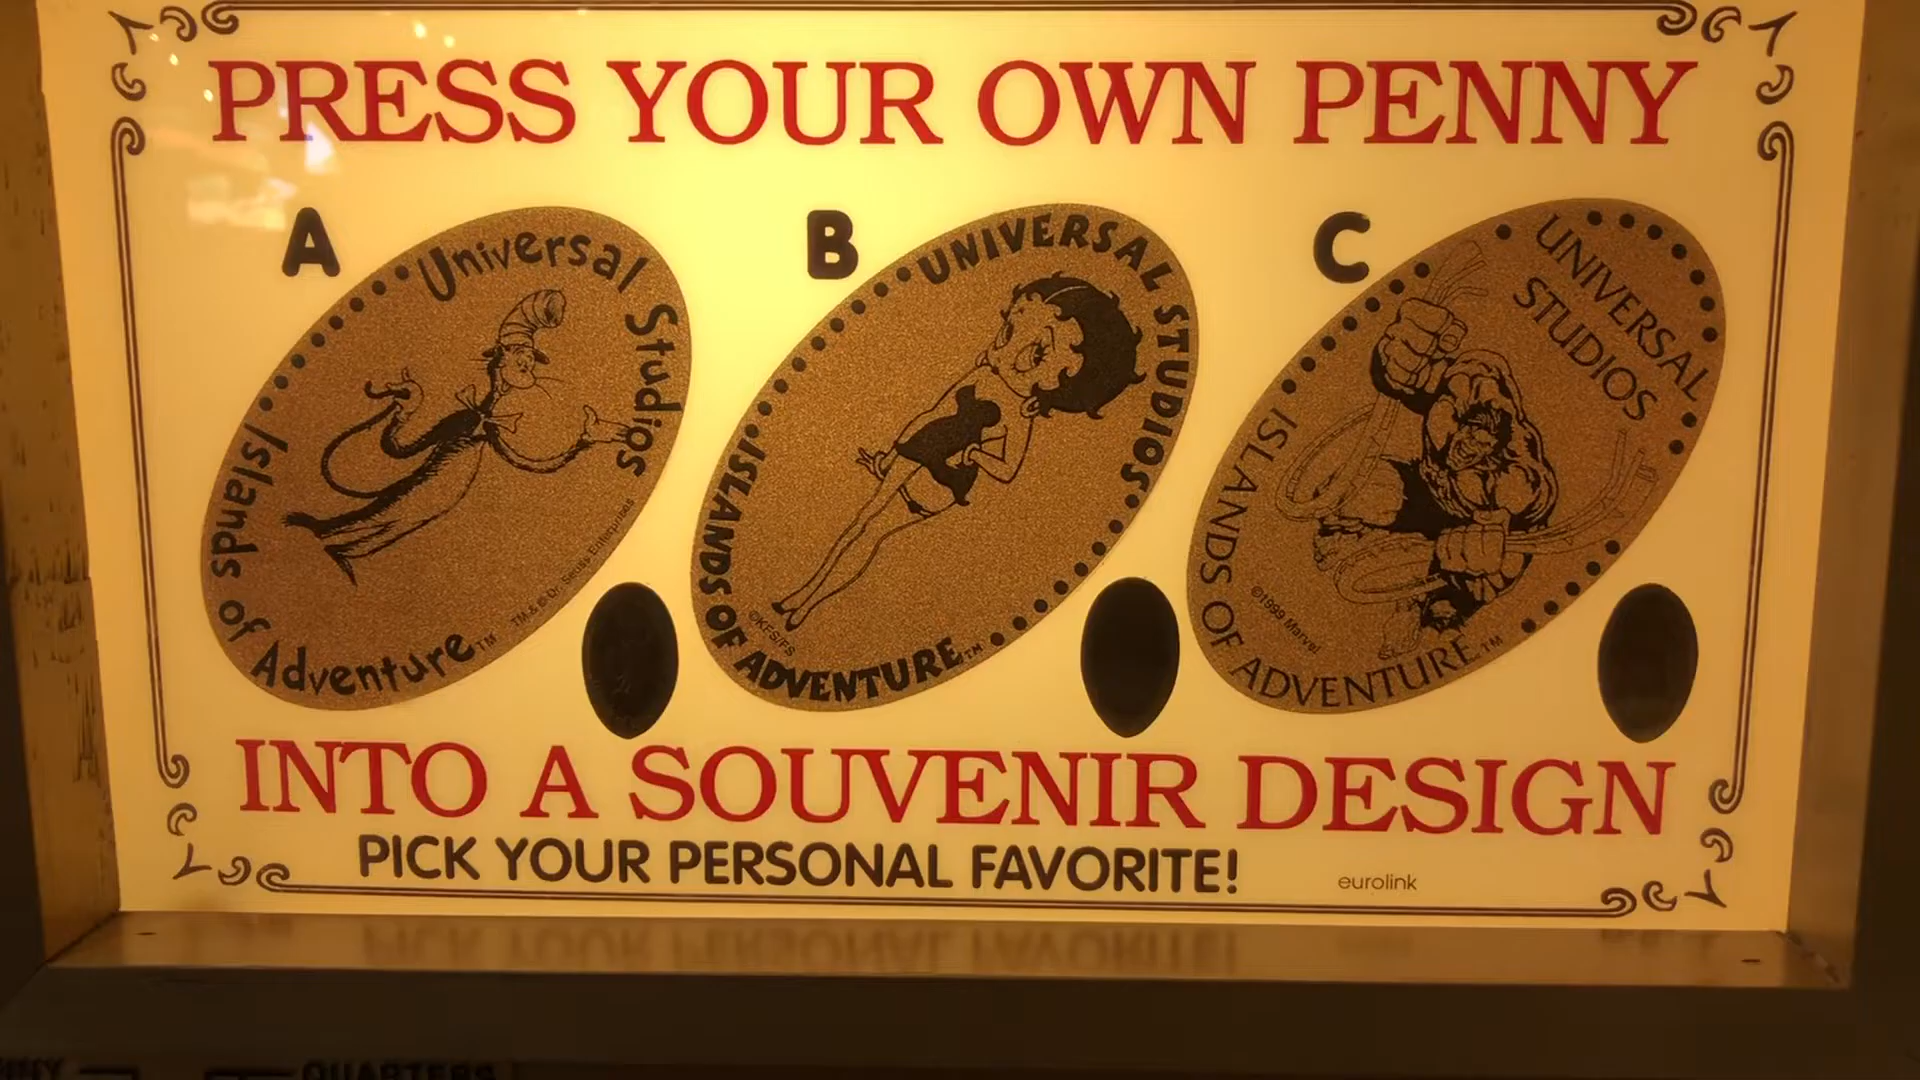 PRESS YOUR OWN PENNY
A
Universal Studios
Islands of Adventure™
TM & © Dr. Seuss Enterprises
B
UNIVERSAL STUDIOS
ISLANDS OF ADVENTURE™
©KFS/FS
C
UNIVERSAL
STUDIOS
ISLANDS OF ADVENTURE™
©1999 Marvel
INTO A SOUVENIR DESIGN
PICK YOUR PERSONAL FAVORITE!
eurolink
QUARTERS